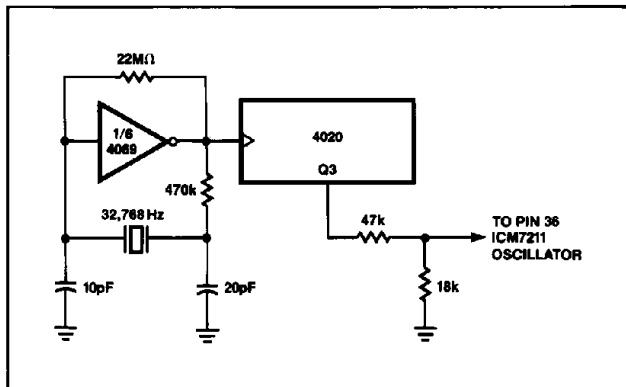 22MΩ
1/6
4069
4020
Q3
470k
32,768 Hz
47k
TO PIN 36
ICM7211
OSCILLATOR
10pF
20pF
18k